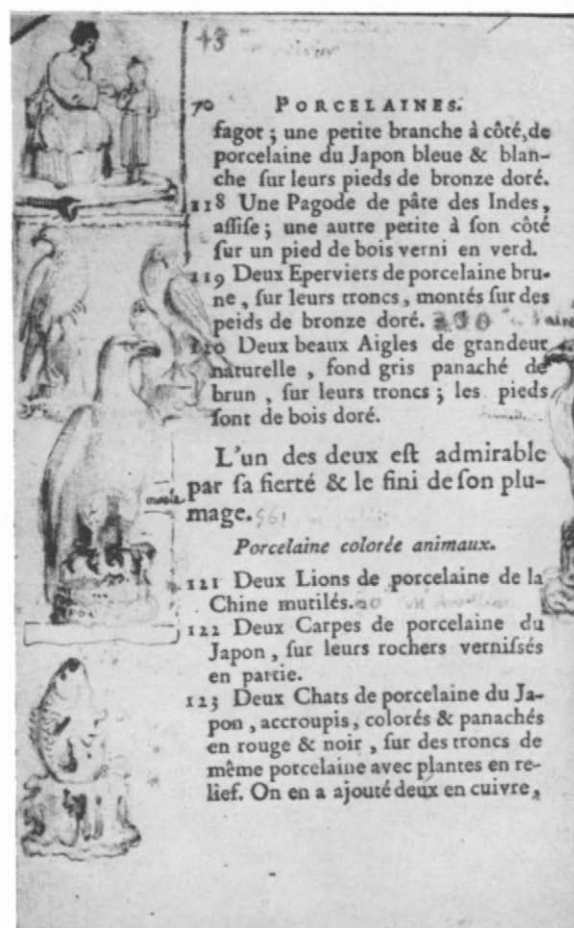 43
70 PORCELAINES.
fagot ; une petite branche à côté, de
porcelaine du Japon bleue & blan-
che ſur leurs pieds de bronze doré.
118 Une Pagode de pâte des Indes,
aſſiſe ; une autre petite à ſon côté
ſur un pied de bois verni en verd.
119 Deux Eperviers de porcelaine bru-
ne, ſur leurs troncs, montés ſur des
peids de bronze doré.
120 Deux beaux Aigles de grandeur
naturelle, fond gris panaché de
brun, ſur leurs troncs ; les pieds
ſont de bois doré.
L'un des deux eſt admirable
par ſa fierté & le fini de ſon plu-
mage. 561
Porcelaine colorée animaux.
121 Deux Lions de porcelaine de la
Chine mutilés.
122 Deux Carpes de porcelaine du
Japon, ſur leurs rochers verniſſés
en partie.
123 Deux Chats de porcelaine du Ja-
pon, accroupis, colorés & panachés
en rouge & noir, ſur des troncs de
même porcelaine avec plantes en re-
lief. On en a ajouté deux en cuivre,